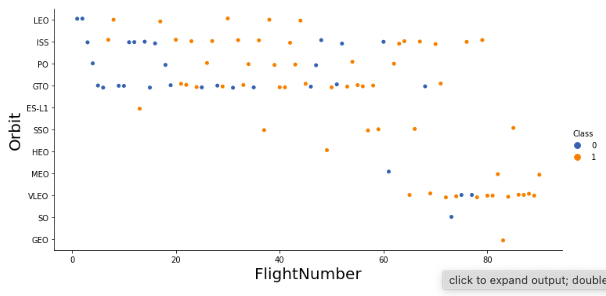 LEO
ISS
PO
GTO
ES-L1
SSO
HEO
MEO
VLEO
SO
GEO
Orbit
0 20 40 60 80
FlightNumber
Class
0
1
click to expand output; double